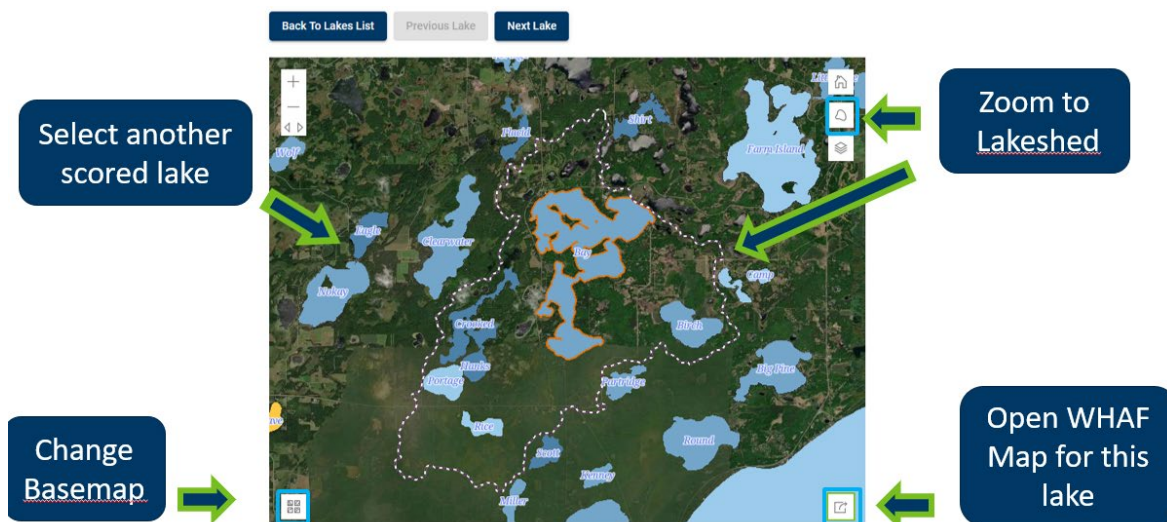 Back To Lakes List
Previous Lake
Next Lake
Select another
scored lake
Zoom to
Lakeshed
Placid
Shirt
Farm Island
Wolf
Eagle
Clearwater
Bay
Camp
Nokay
Crooked
Birch
Hanks
Portage
Partridge
Big Pine
Rice
Round
Scott
Kenney
Miller
Change
Basemap
Open WHAF
Map for this
lake